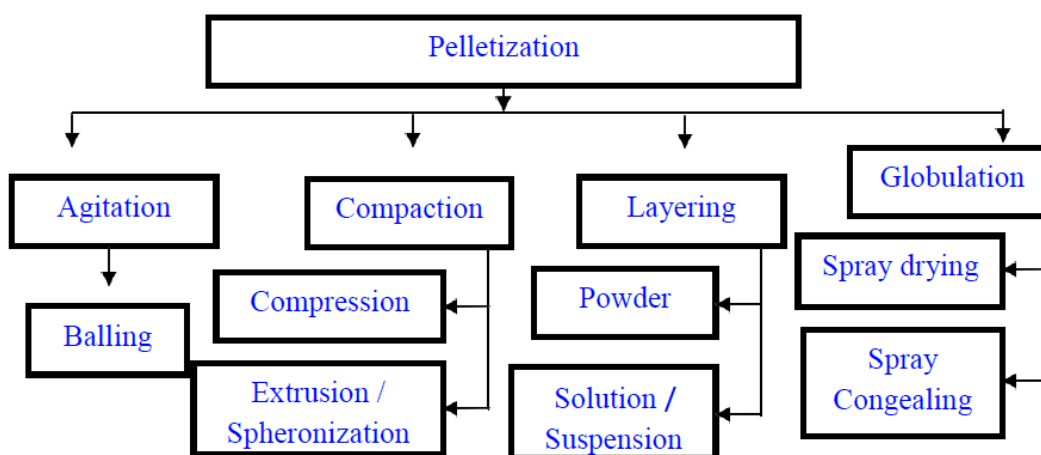 Pelletization
Agitation
Compaction
Layering
Globulation
Balling
Compression
Extrusion /
Spheronization
Powder
Solution /
Suspension
Spray drying
Spray
Congealing